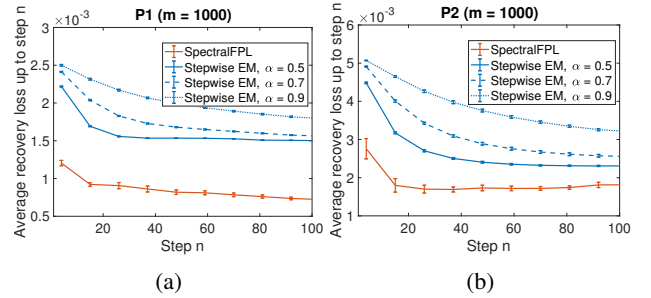 P1 (m = 1000)
×10⁻³
Average recovery loss up to step n
3
2.5
2
1.5
1
0.5
20 40 60 80 100
Step n
SpectralFPL
Stepwise EM, α = 0.5
Stepwise EM, α = 0.7
Stepwise EM, α = 0.9
(a)
P2 (m = 1000)
×10⁻³
Average recovery loss up to step n
6
5
4
3
2
1
20 40 60 80 100
Step n
SpectralFPL
Stepwise EM, α = 0.5
Stepwise EM, α = 0.7
Stepwise EM, α = 0.9
(b)